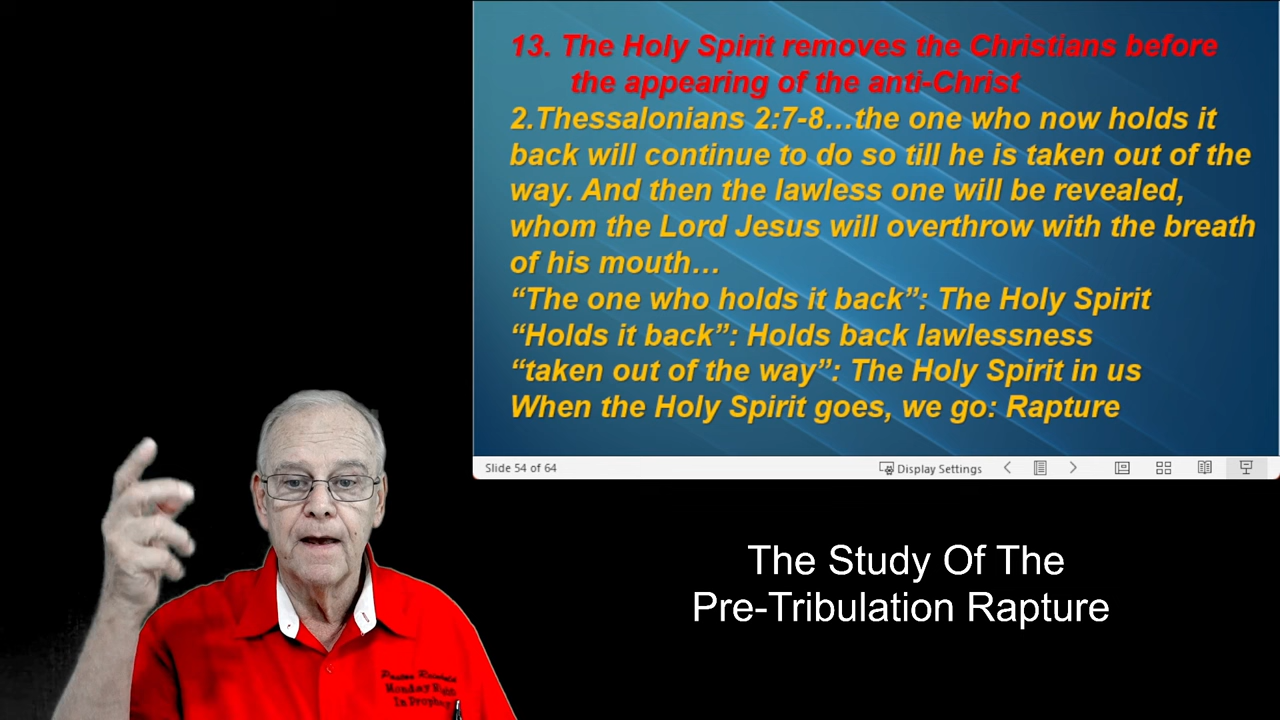 13. The Holy Spirit removes the Christians before
the appearing of the anti-Christ
2.Thessalonians 2:7-8…the one who now holds it
back will continue to do so till he is taken out of the
way. And then the lawless one will be revealed,
whom the Lord Jesus will overthrow with the breath
of his mouth…
“The one who holds it back”: The Holy Spirit
“Holds it back”: Holds back lawlessness
“taken out of the way”: The Holy Spirit in us
When the Holy Spirit goes, we go: Rapture
Slide 54 of 64
Display Settings
The Study Of The
Pre-Tribulation Rapture
Pastor
Monday
In